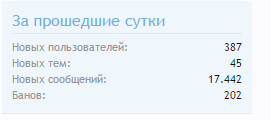 За прошедшие сутки
Новых пользователей: 387
Новых тем: 45
Новых сообщений: 17.442
Банов: 202